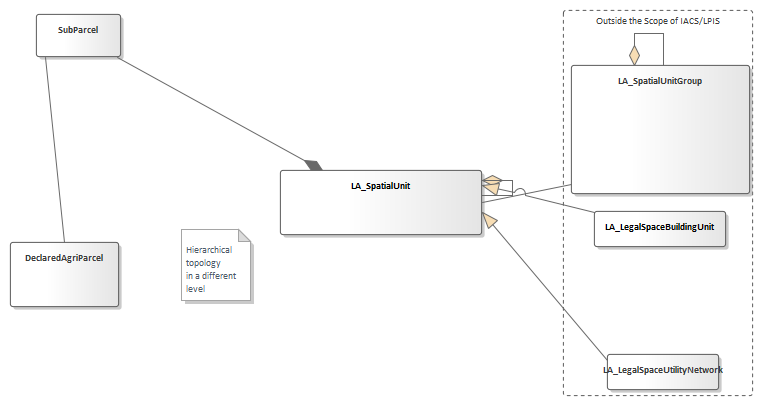 Outside the Scope of IACS/LPIS
SubParcel
LA_SpatialUnitGroup
LA_SpatialUnit
LA_LegalSpaceBuildingUnit
DeclaredAgriParcel
Hierarchical
topology
in a different
level
LA_LegalSpaceUtilityNetwork